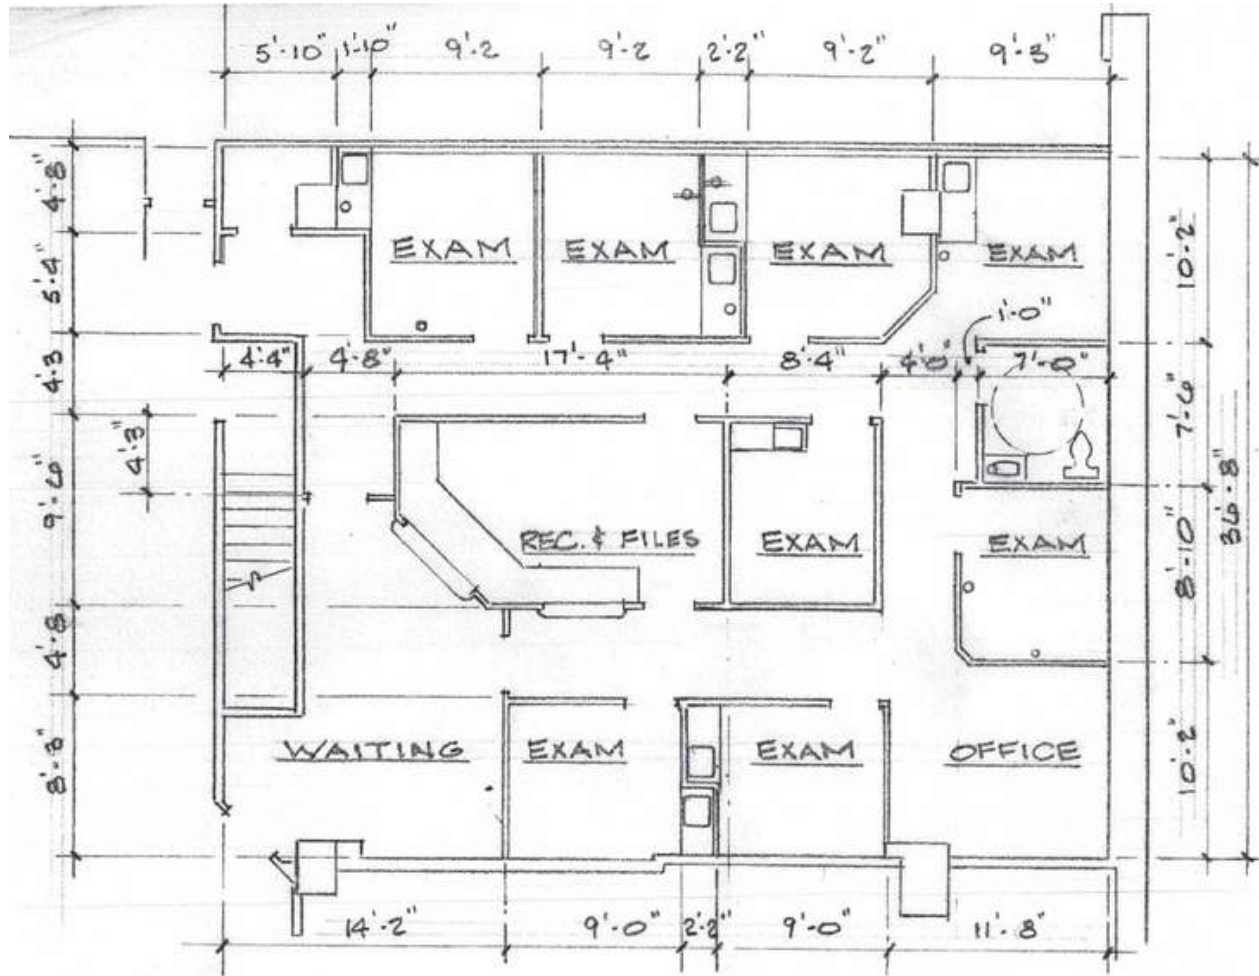 5'-10" 1'-10" 9'-2 9'-2 2'-2" 9'-2" 9'-3"
4'-8"
EXAM EXAM EXAM EXAM
10'-2"
5'-4"
1'-0"
4'-4" 4'-8" 17'-4" 8'-4" 4'-0" 7'-0"
4'-3
7'-6"
4'-3"
36'-8"
9'-6"
REC. & FILES EXAM EXAM
8'-10"
4'-8
WAITING EXAM EXAM OFFICE
8'-3"
10'-2"
14'-2" 9'-0" 2'-2" 9'-0" 11'-8"